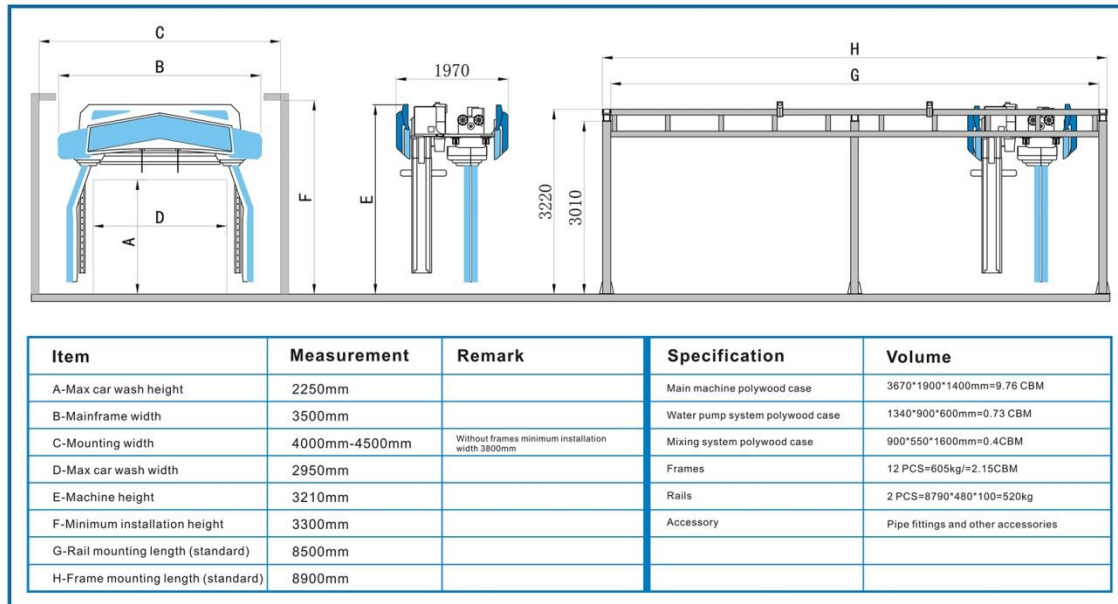 C
B
1970
H
G
E
F
D
A
3220
3010
Item Measurement Remark
A-Max car wash height 2250mm
B-Mainframe width 3500mm
C-Mounting width 4000mm-4500mm Without frames minimum installation
width 3800mm
D-Max car wash width 2950mm
E-Machine height 3210mm
F-Minimum installation height 3300mm
G-Rail mounting length (standard) 8500mm
H-Frame mounting length (standard) 8900mm
Specification Volume
Main machine polywood case 3670*1900*1400mm=9.76 CBM
Water pump system polywood case 1340*900*600mm=0.73 CBM
Mixing system polywood case 900*550*1600mm=0.4CBM
Frames 12 PCS=605kg/=2.15CBM
Rails 2 PCS=8790*480*100=520kg
Accessory Pipe fittings and other accessories